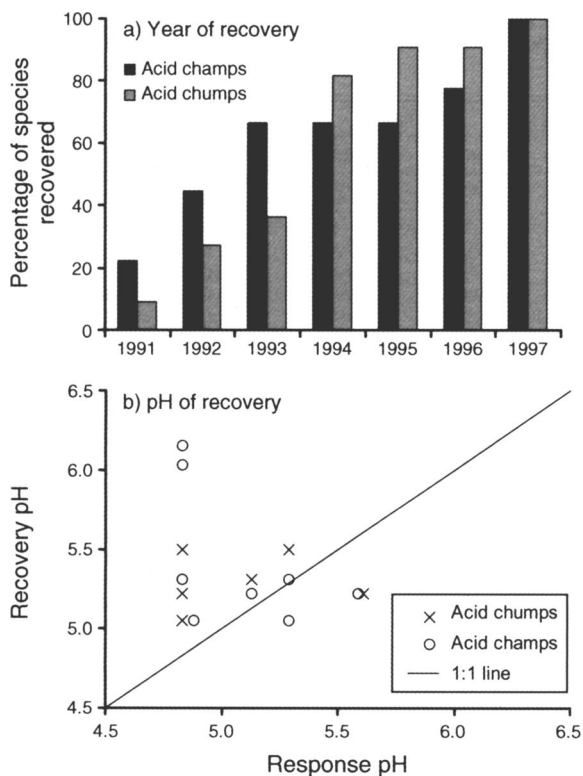 a) Year of recovery
Acid champs
Acid chumps
Percentage of species
recovered
100
80
60
40
20
0
1991 1992 1993 1994 1995 1996 1997
b) pH of recovery
Recovery pH
6.5
6.0
5.5
5.0
4.5
Acid chumps
Acid champs
1:1 line
4.5 5.0 5.5 6.0 6.5
Response pH